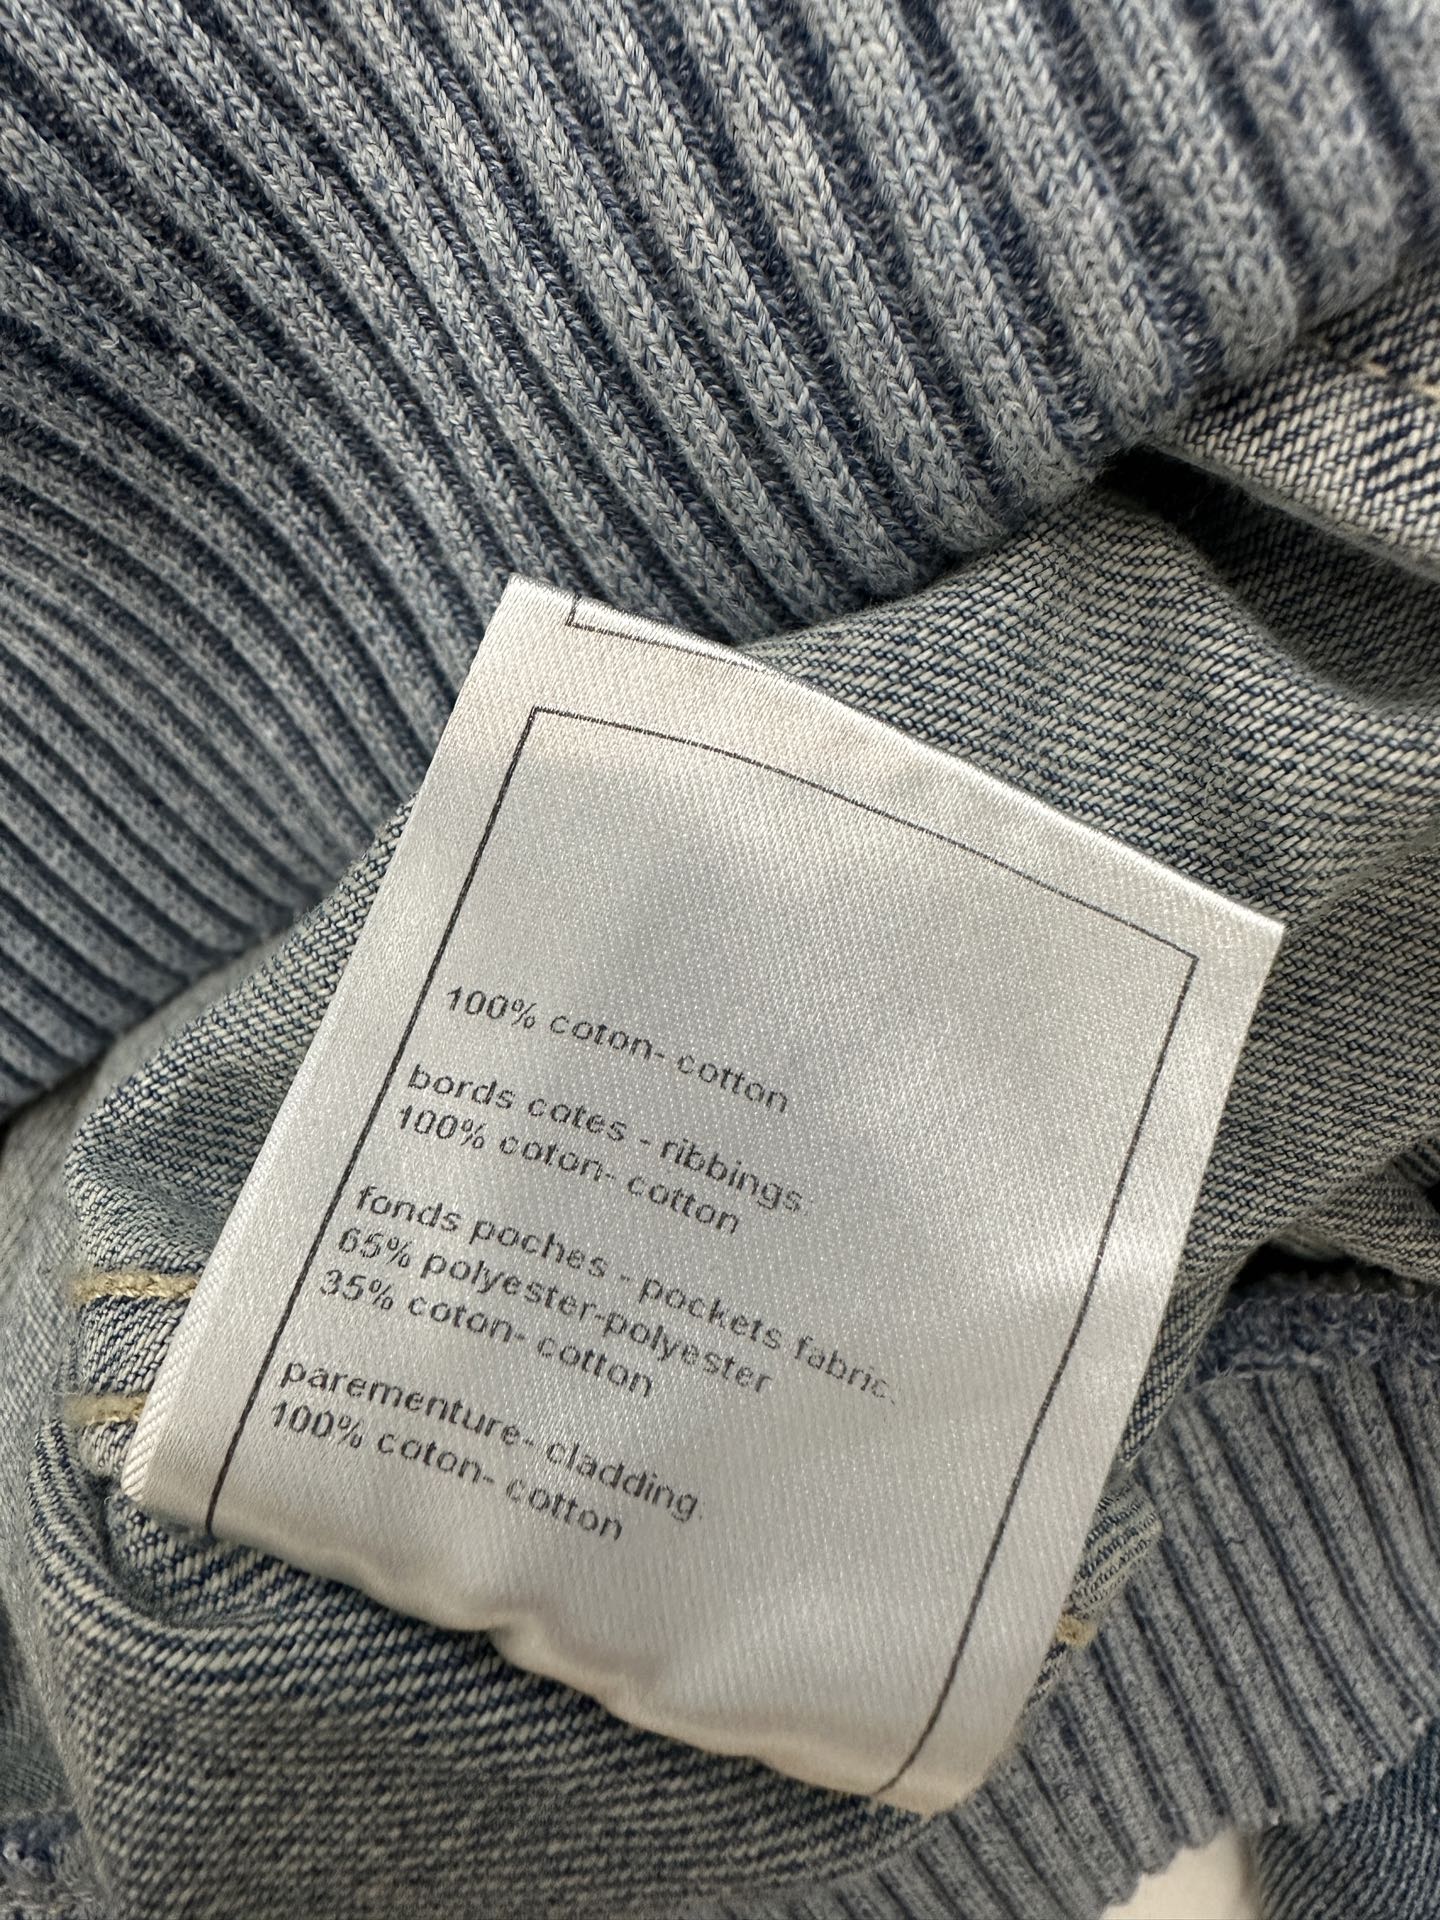 100% coton- cotton
bords cotes - ribbings
100% coton- cotton
fonds poches - pockets fabric.
65% polyester-polyester
35% coton- cotton
parementure- cladding.
100% coton- cotton